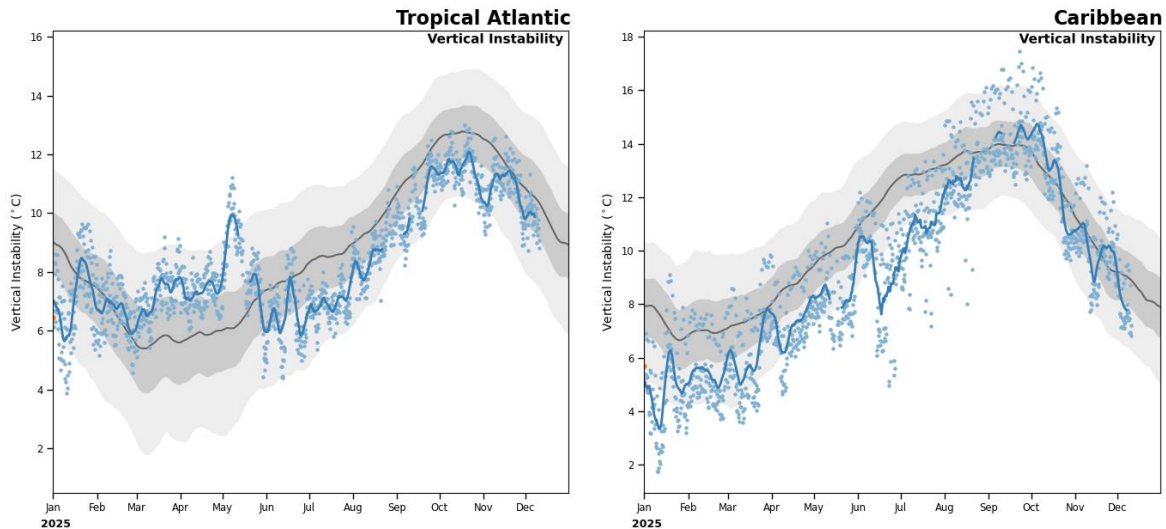 Tropical Atlantic
Vertical Instability
16
14
12
10
8
6
4
2
Vertical Instability (°C)
Jan Feb Mar Apr May Jun Jul Aug Sep Oct Nov Dec
2025
Caribbean
Vertical Instability
18
16
14
12
10
8
6
4
2
Vertical Instability (°C)
Jan Feb Mar Apr May Jun Jul Aug Sep Oct Nov Dec
2025